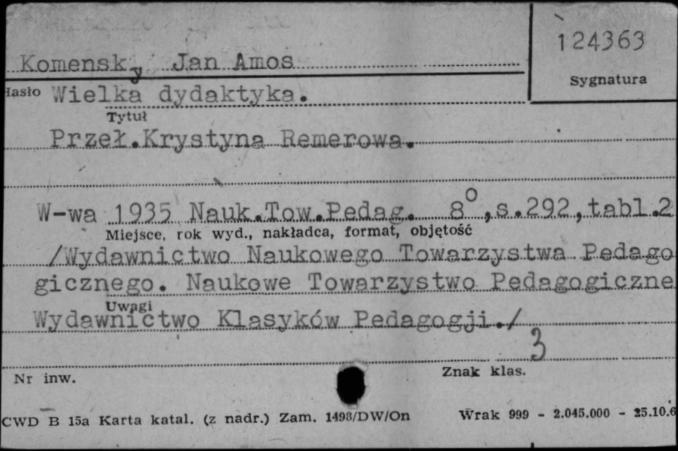 124363
Komensky Jan Amos
Sygnatura
Hasło Wielka dydaktyka.
Tytuł
Przeł.Krystyna Remerowa.
W-wa 1935 Nauk.Tow.Pedag. 8°,s.292,tabl.2
Miejsce, rok wyd., nakładca, format, objętość
/Wydawnictwo Naukowego Towarzystwa Pedago
gicznego. Naukowe Towarzystwo Pedagogiczne
Uwagi
Wydawnictwo Klasyków Pedagogji./
3
Nr inw.
Znak klas.
CWD B 15a Karta katal. (z nadr.) Zam. 1498/DW/On Wrak 999 - 2.045.000 - 25.10.6